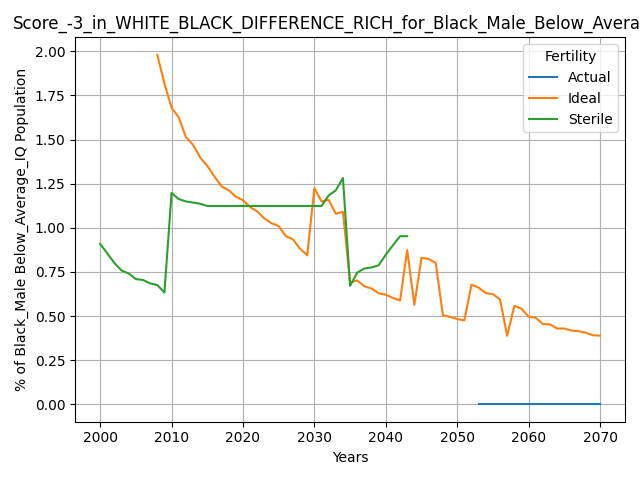 Score_-3_in_WHITE_BLACK_DIFFERENCE_RICH_for_Black_Male_Below_Avera
Fertility
Actual
Ideal
Sterile
% of Black_Male Below_Average_IQ Population
2.00
1.75
1.50
1.25
1.00
0.75
0.50
0.25
0.00
2000 2010 2020 2030 2040 2050 2060 2070
Years